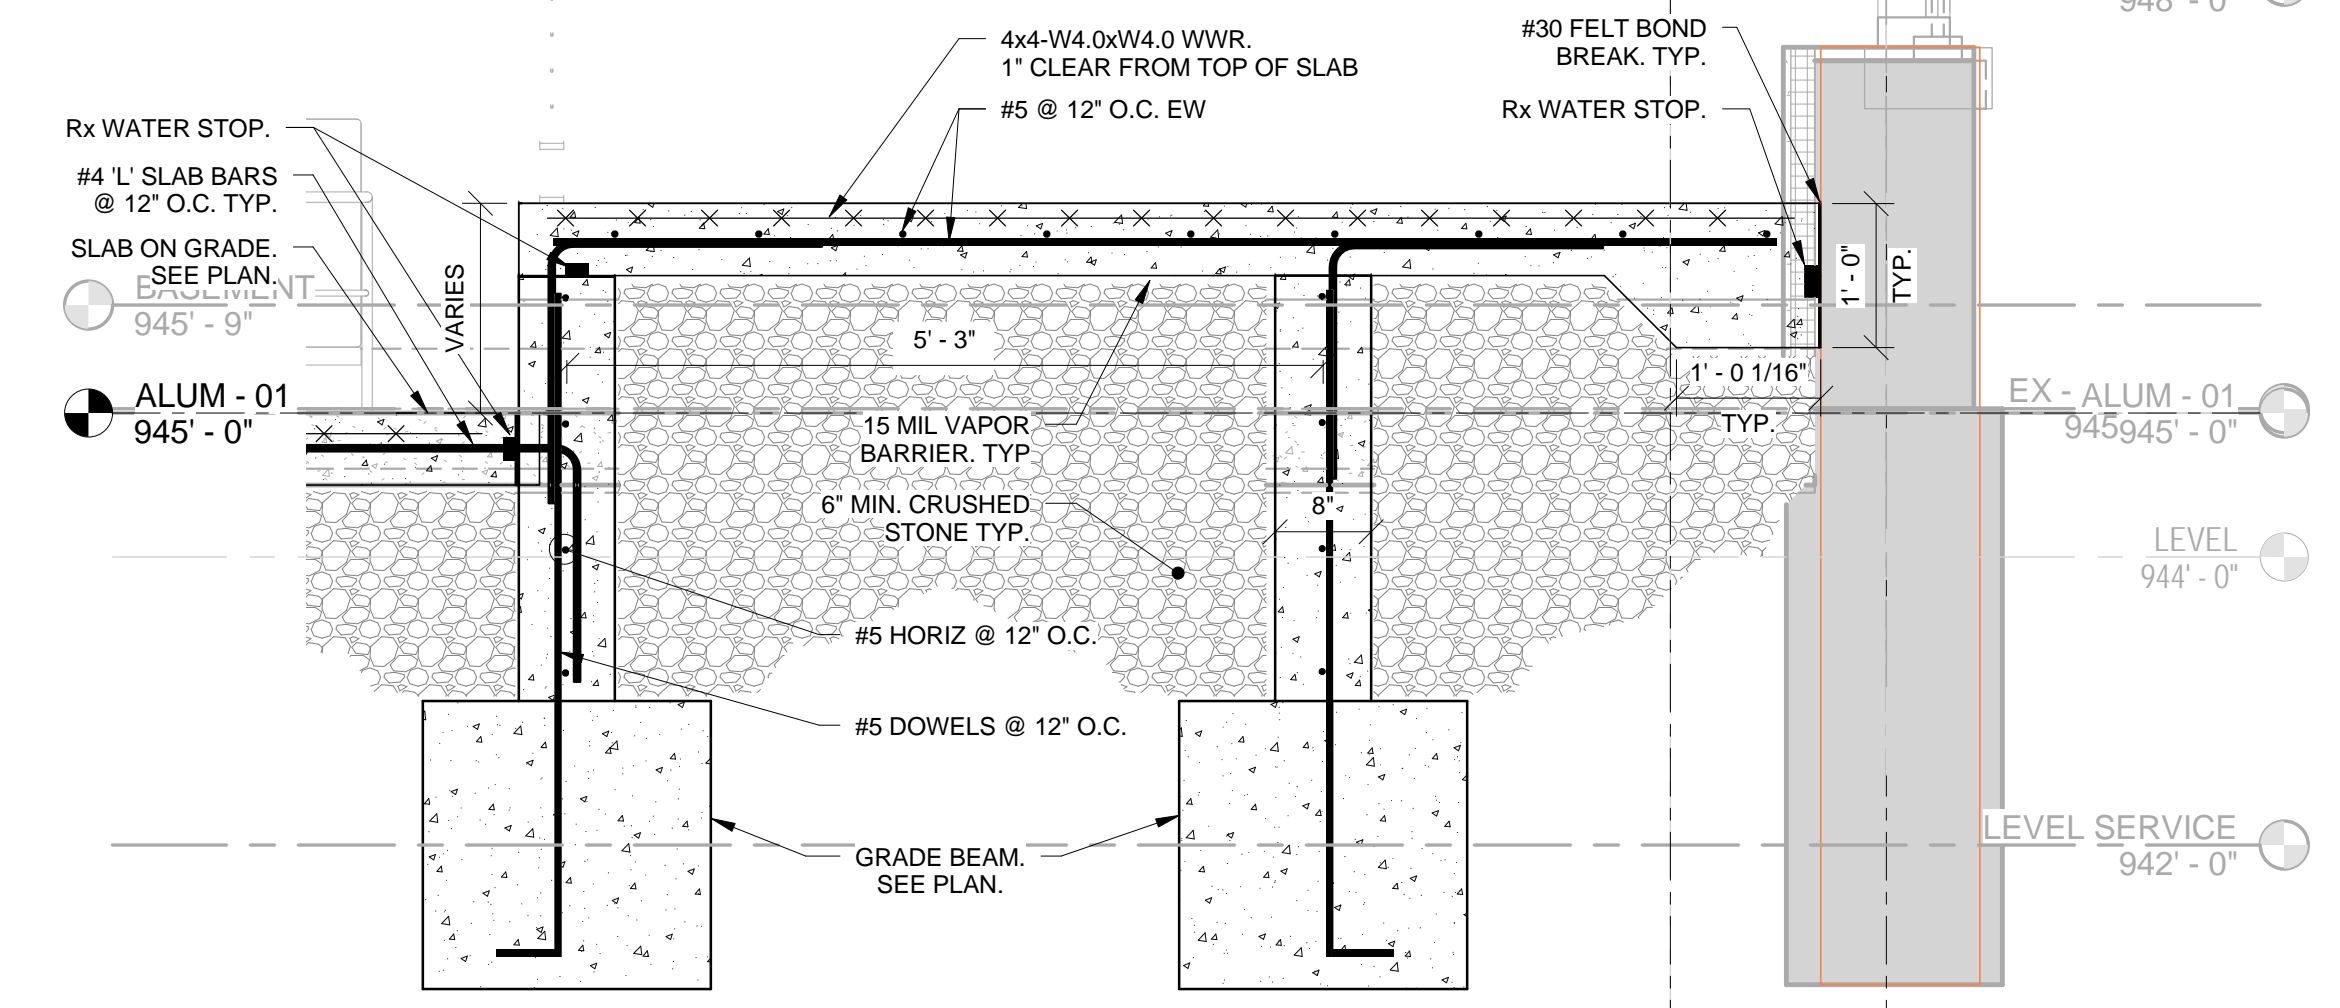 948' - 0"
4x4-W4.0xW4.0 WWR.
1" CLEAR FROM TOP OF SLAB
#5 @ 12" O.C. EW
#30 FELT BOND
BREAK. TYP.
Rx WATER STOP.
Rx WATER STOP.
#4 'L' SLAB BARS
@ 12" O.C. TYP.
SLAB ON GRADE.
SEE PLAN.
BASEMENT
945' - 9"
VARIES
ALUM - 01
945' - 0"
5' - 3"
15 MIL VAPOR
BARRIER. TYP
6" MIN. CRUSHED
STONE TYP.
8"
1' - 0"
TYP.
1' - 0 1/16"
TYP.
EX - ALUM - 01
945945' - 0"
LEVEL
944' - 0"
#5 HORIZ @ 12" O.C.
#5 DOWELS @ 12" O.C.
GRADE BEAM.
SEE PLAN.
LEVEL SERVICE
942' - 0"